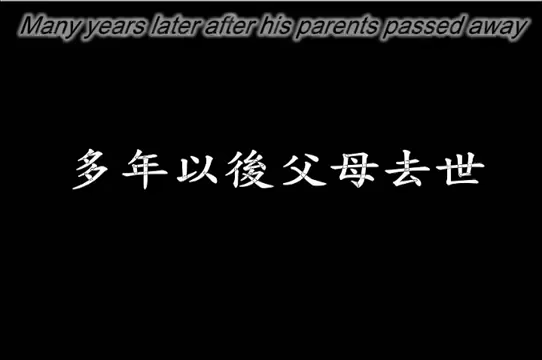 Many years later after his parents passed away
多年以後父母去世